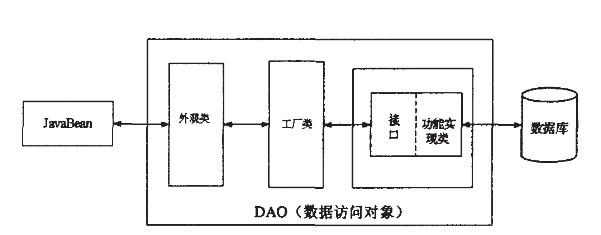 JavaBean
外观类
工厂类
接
口
功能实
现类
数据库
DAO（数据访问对象）